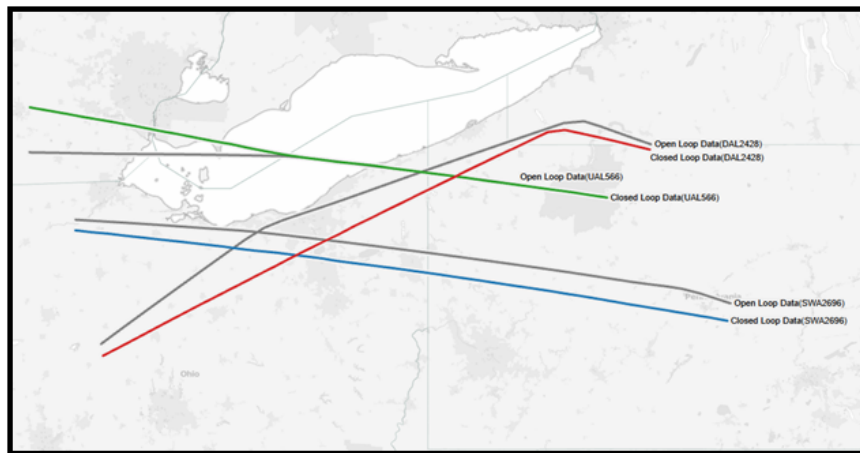 Open Loop Data(DAL2428)
Closed Loop Data(DAL2428)
Open Loop Data(UAL566)
Closed Loop Data(UAL566)
Open Loop Data(SWA2696)
Closed Loop Data(SWA2696)
Ohio